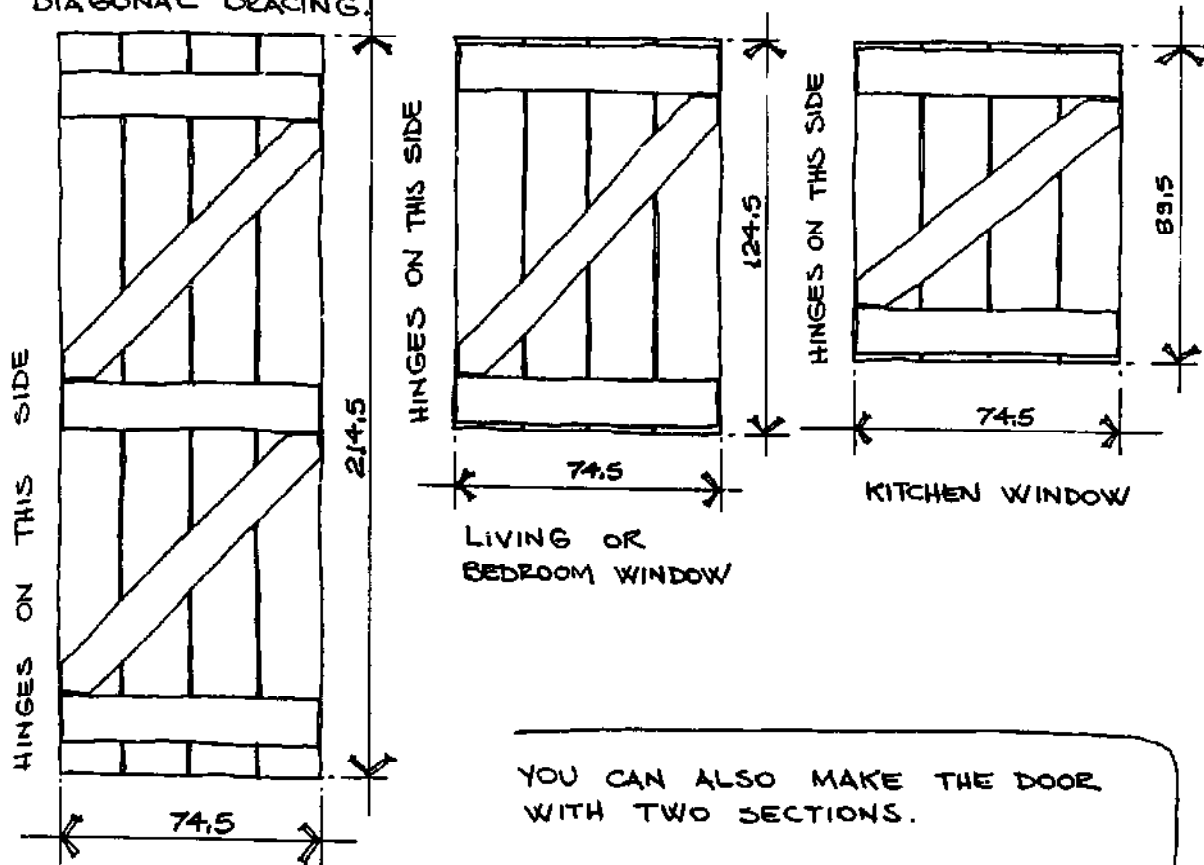 DIAGONAL BRACING.
HINGES ON THIS SIDE
214,5
74,5
HINGES ON THIS SIDE
124,5
74,5
LIVING OR
BEDROOM WINDOW
HINGES ON THIS SIDE
89,5
74,5
KITCHEN WINDOW
YOU CAN ALSO MAKE THE DOOR
WITH TWO SECTIONS.